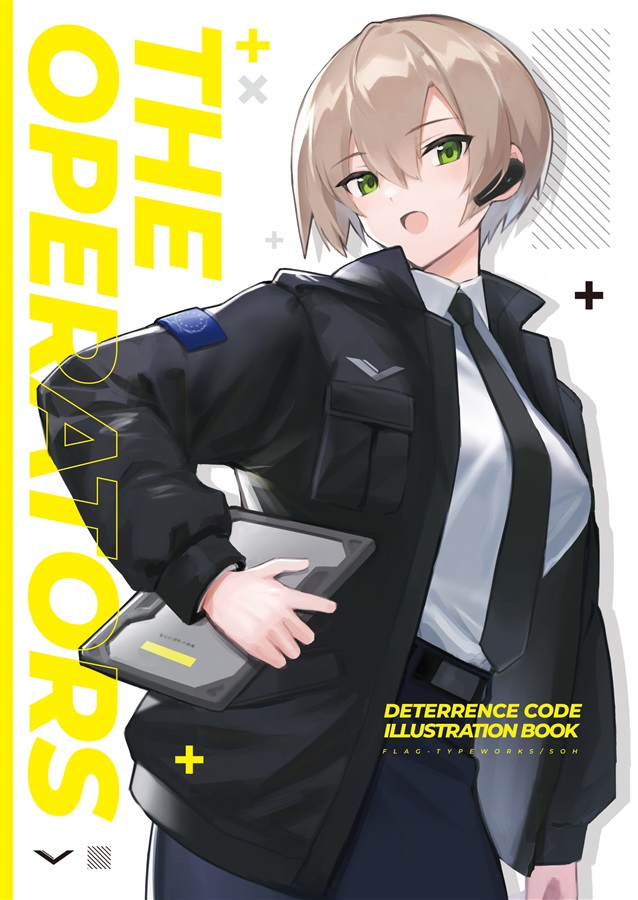 THE
OPERATORS
DETERRENCE CODE
ILLUSTRATION BOOK
FLAG-TYPEWORKS/SOH